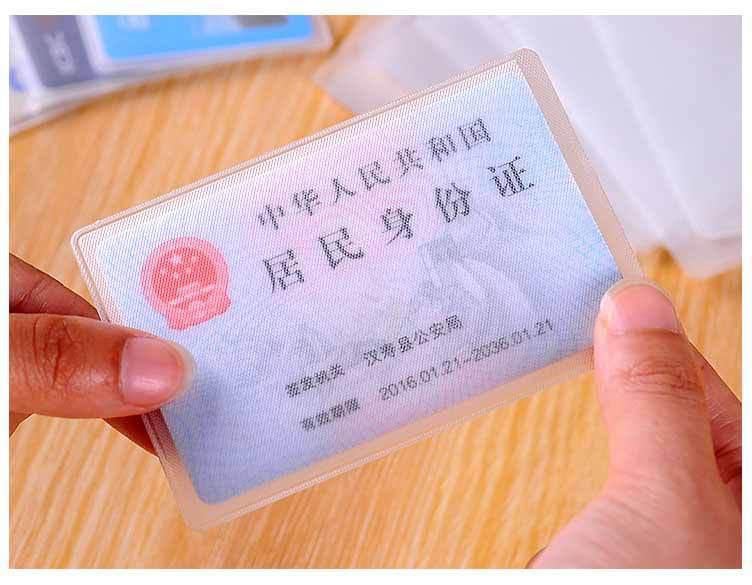 中华人民共和国
居民身份证
签发机关 汉寿县公安局
有效期限 2016.01.21-2036.01.21